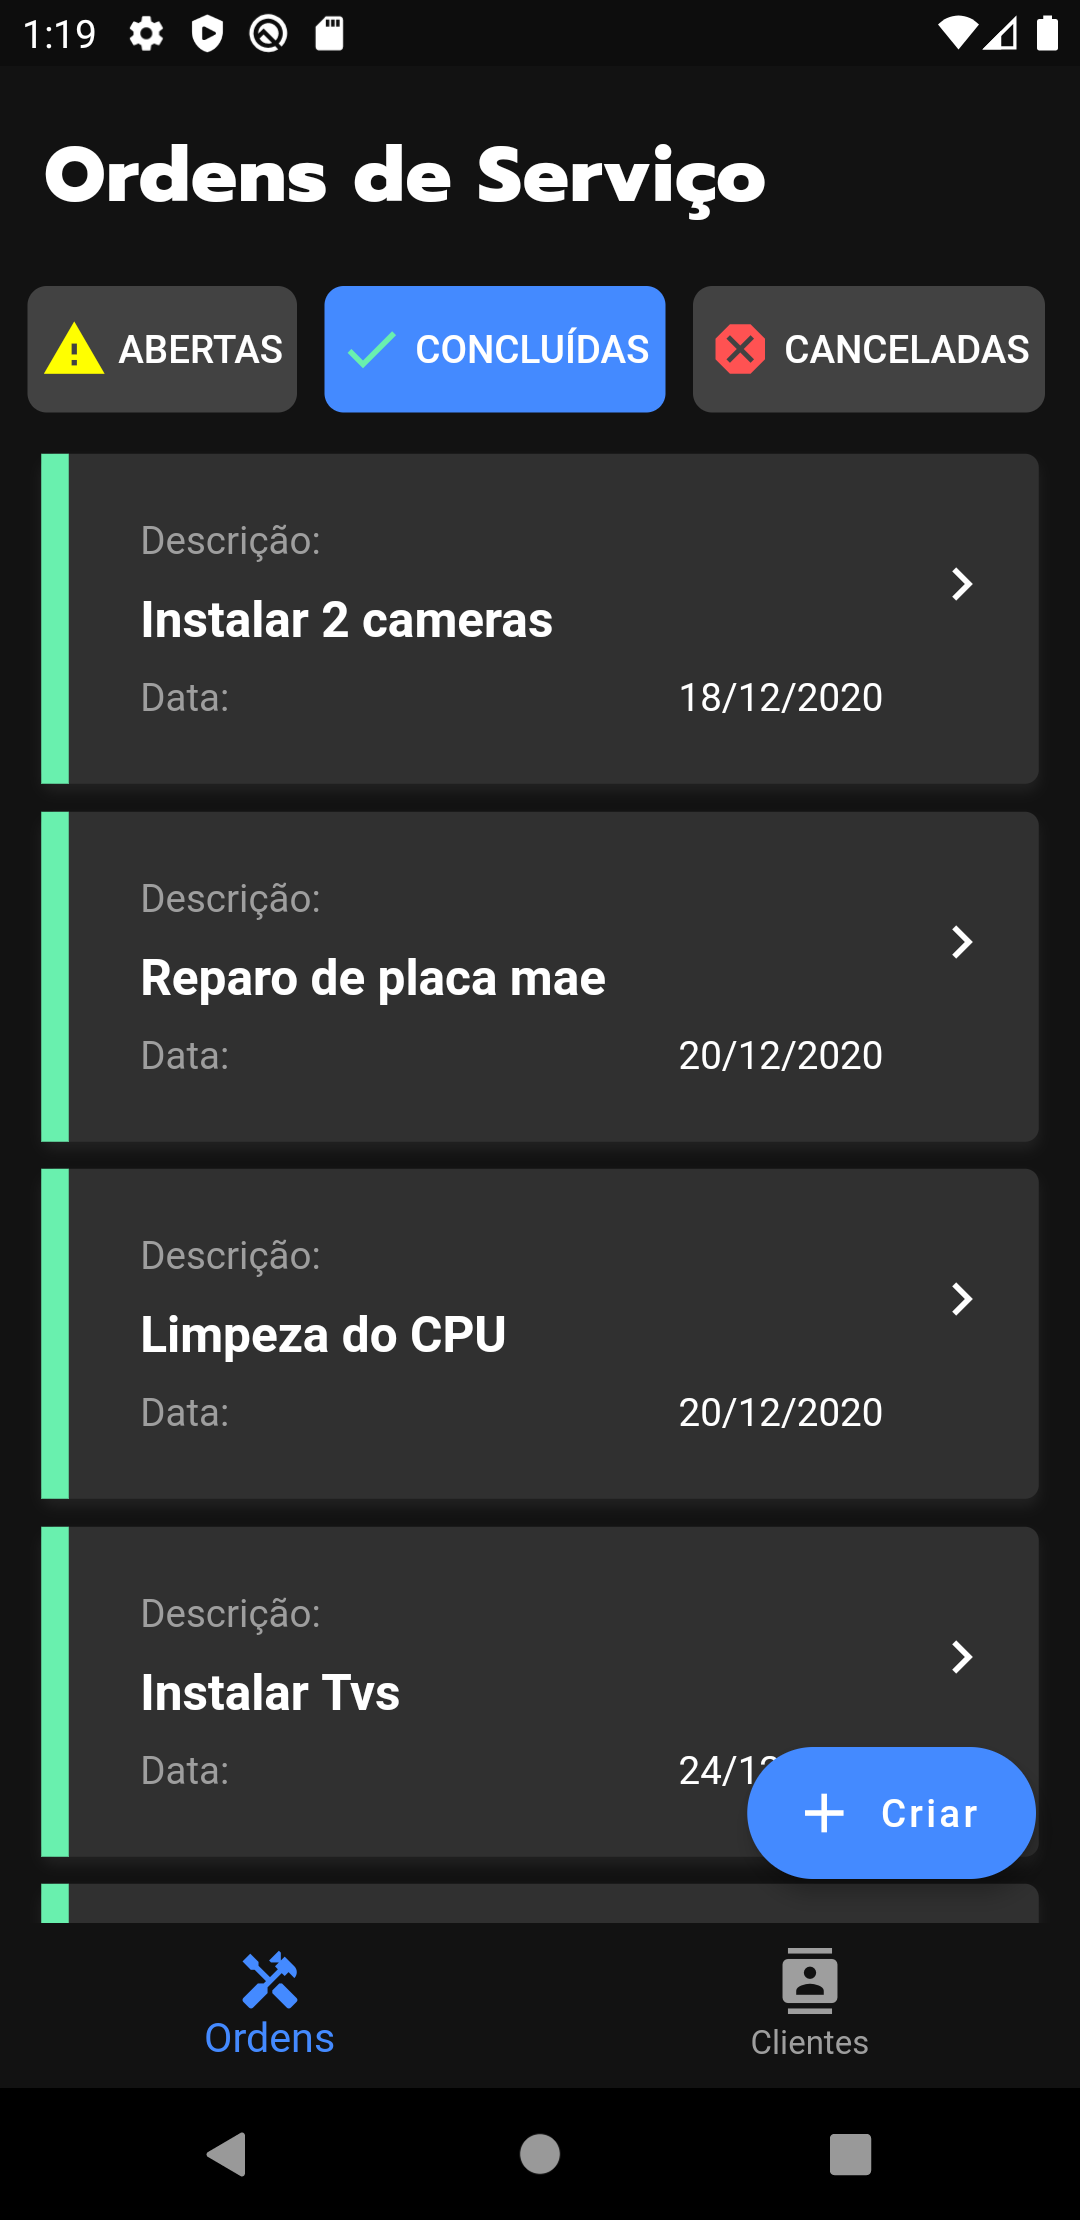 1:19
Ordens de Serviço
ABERTAS CONCLUÍDAS CANCELADAS
Descrição:
Instalar 2 cameras
Data: 18/12/2020
Descrição:
Reparo de placa mae
Data: 20/12/2020
Descrição:
Limpeza do CPU
Data: 20/12/2020
Descrição:
Instalar Tvs
Data: 24/12
Criar
Ordens Clientes